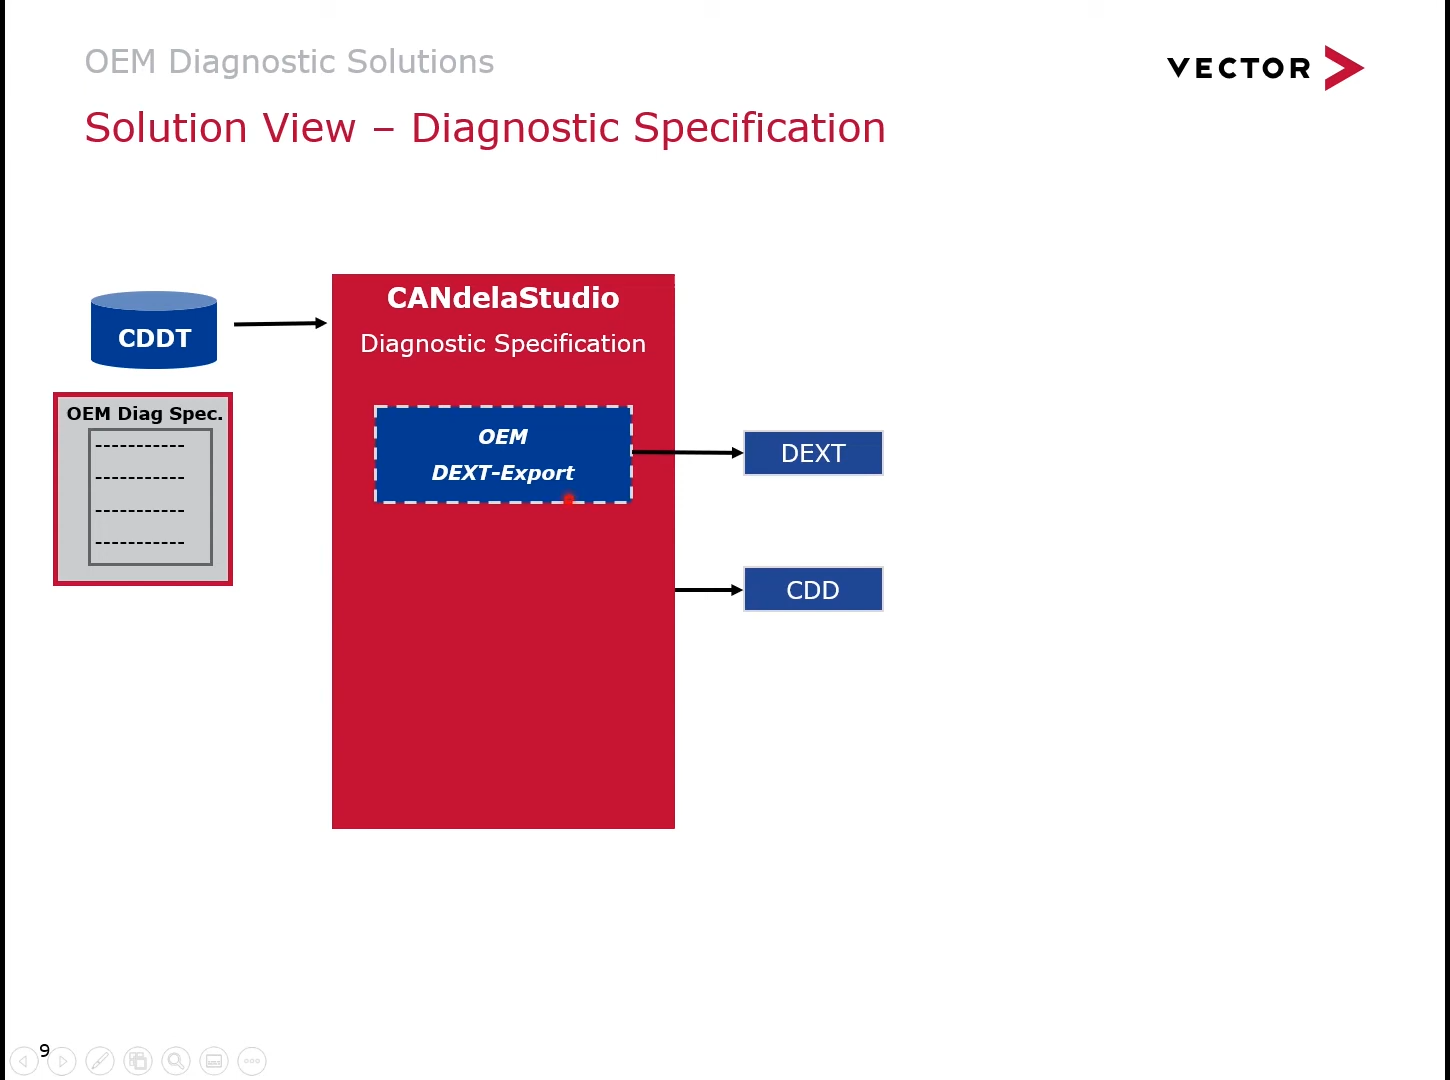 OEM Diagnostic Solutions
VECTOR
Solution View – Diagnostic Specification
CDDT
CANdelaStudio
Diagnostic Specification
OEM Diag Spec.
-----------
-----------
-----------
-----------
OEM
DEXT-Export
DEXT
CDD
9